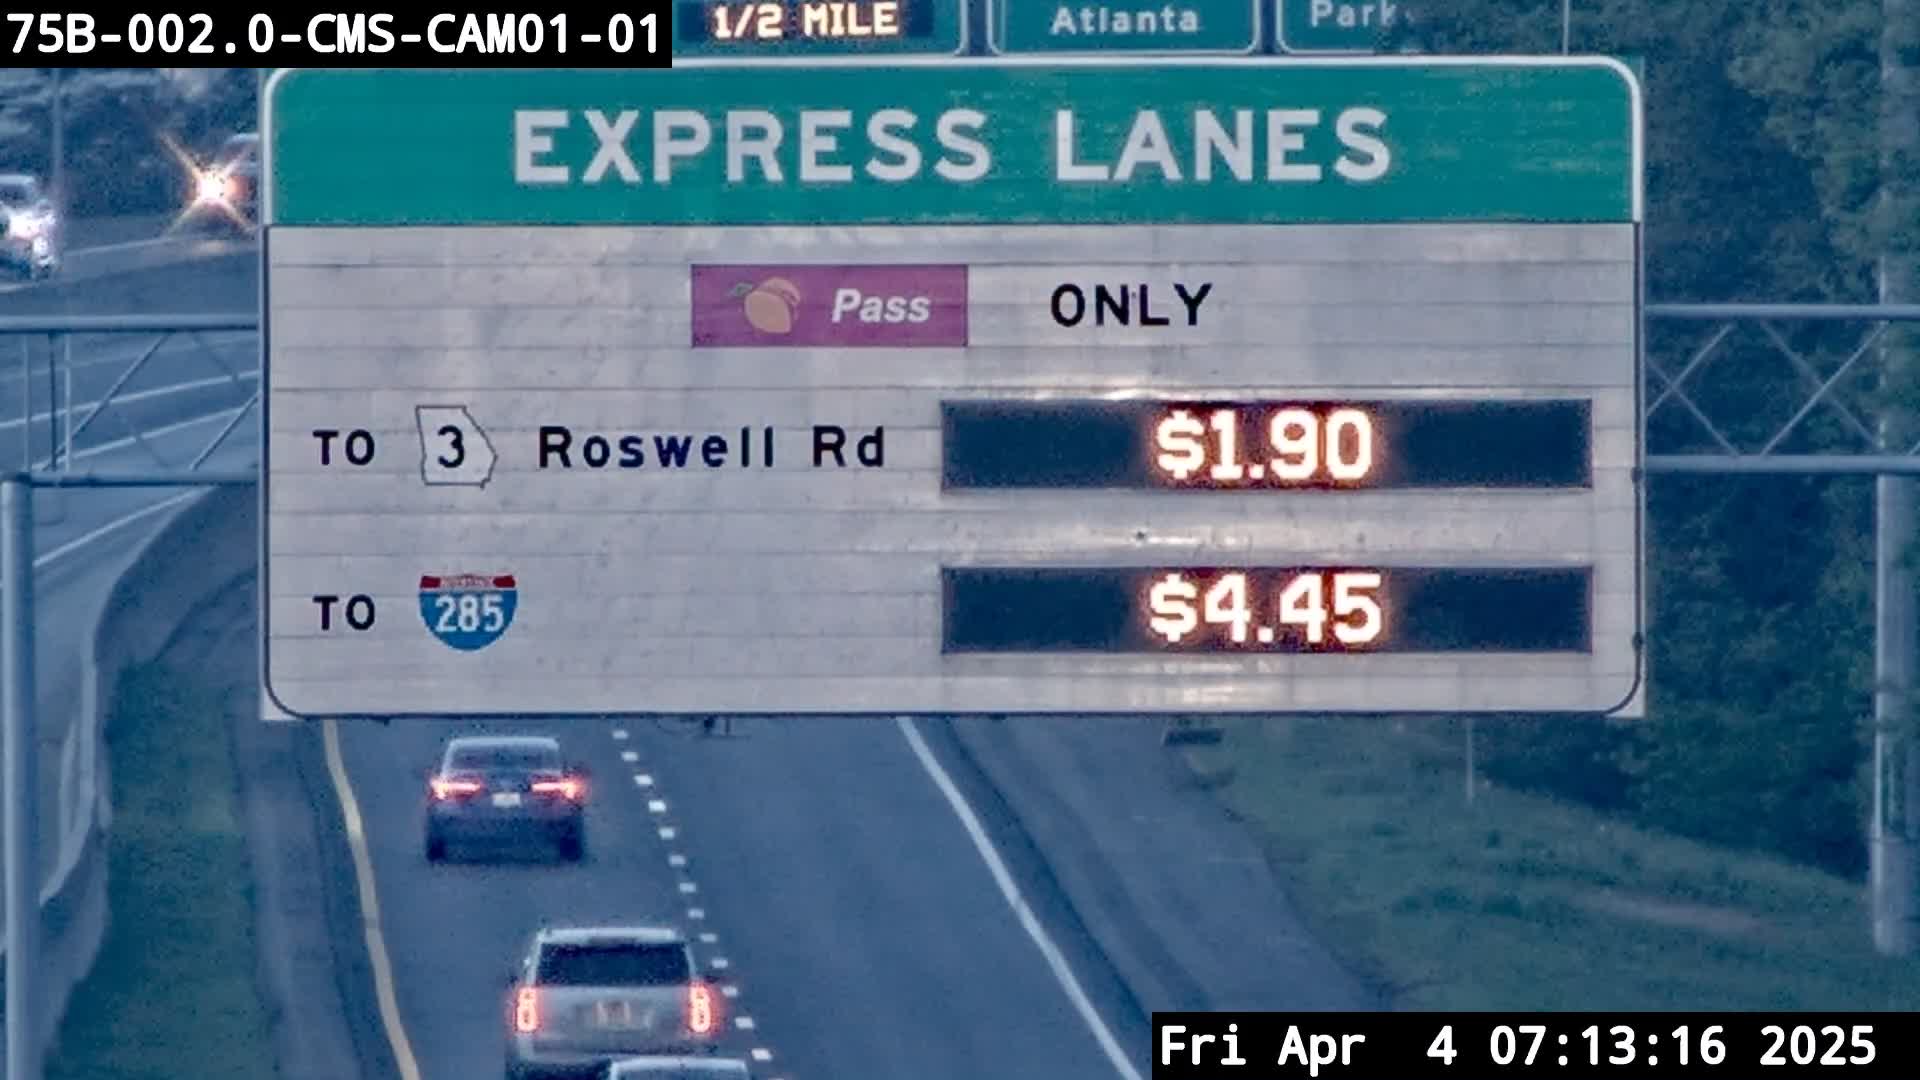 75B-002.0-CMS-CAM01-01
1/2 MILE
Atlanta
Park
EXPRESS LANES
Pass ONLY
TO 3 Roswell Rd $1.90
TO 285 $4.45
Fri Apr 4 07:13:16 2025